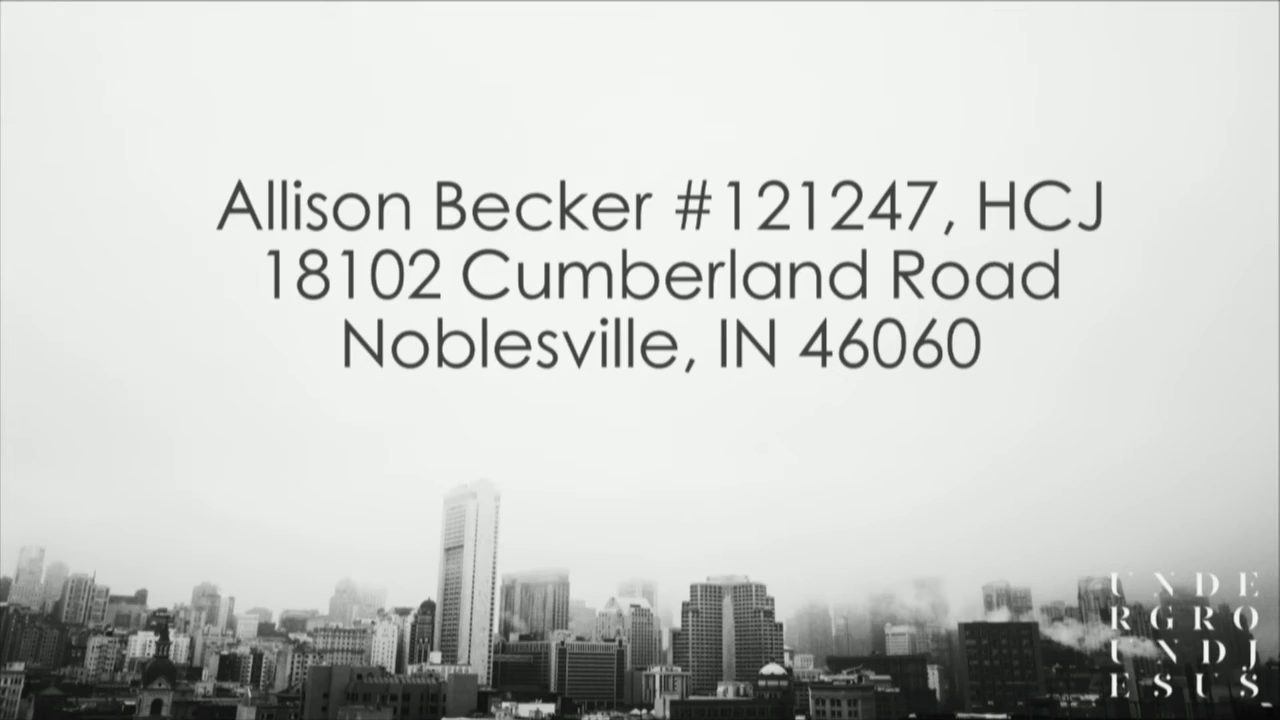 Allison Becker #121247, HCJ
18102 Cumberland Road
Noblesville, IN 46060
UNDE
RGRO
UNDJ
ESUS